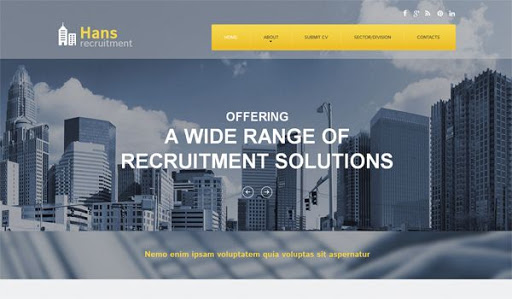 Hans
recruitment
HOME
ABOUT
SUBMIT CV
SECTOR/DIVISION
CONTACTS
OFFERING
A WIDE RANGE OF
RECRUITMENT SOLUTIONS
Nemo enim ipsam voluptatem quia voluptas sit aspernatur